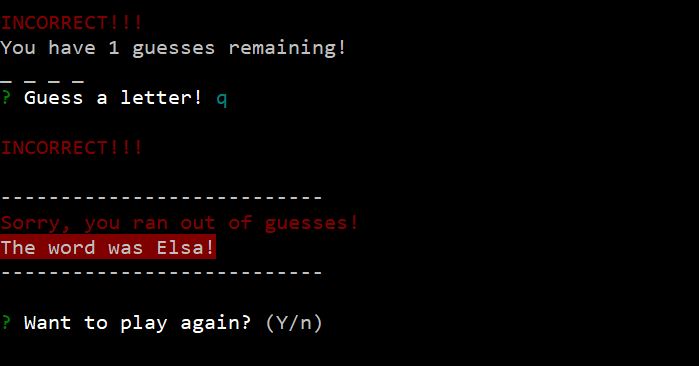 INCORRECT!!!
You have 1 guesses remaining!
_ _ _ _
? Guess a letter! q
INCORRECT!!!
---------------------------
Sorry, you ran out of guesses!
The word was Elsa!
---------------------------
? Want to play again? (Y/n)